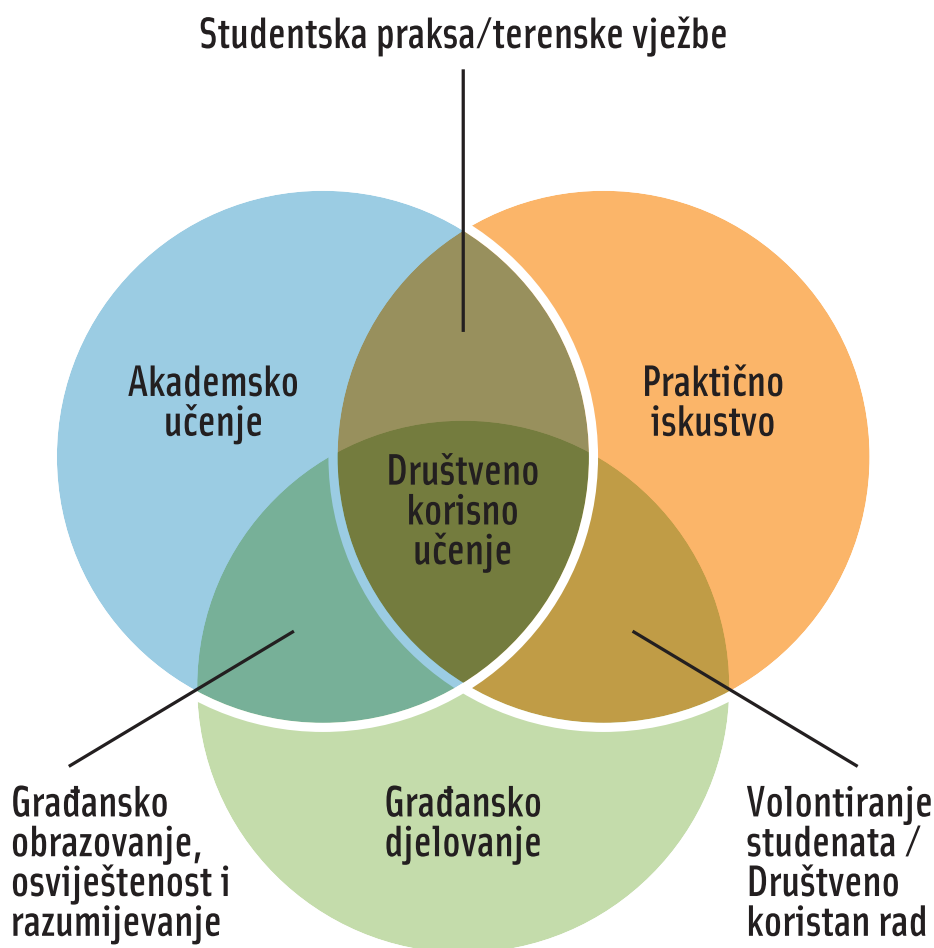 Studentska praksa/terenske vježbe
Akademsko
učenje
Praktično
iskustvo
Društveno
korisno
učenje
Građansko
obrazovanje,
osviještenost i
razumijevanje
Građansko
djelovanje
Volontiranje
studenata /
Društveno
koristan rad